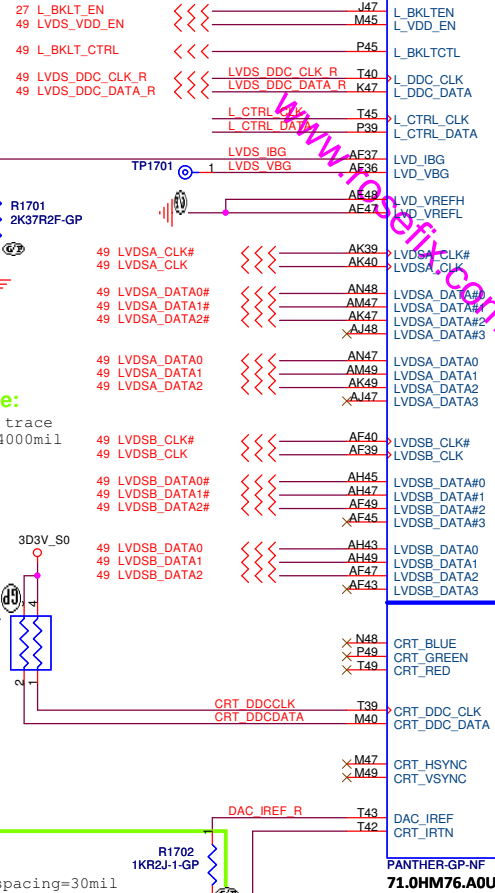 27 L_BKLT_EN J47 L_BKLTEN
49 LVDS_VDD_EN M45 L_VDD_EN
49 L_BKLT_CTRL P45 L_BKLTCTL
49 LVDS_DDC_CLK_R LVDS_DDC_CLK_R T40 L_DDC_CLK
49 LVDS_DDC_DATA_R LVDS_DDC_DATA_R K47 L_DDC_DATA
L_CTRL_CLK T45 L_CTRL_CLK
L_CTRL_DATA P39 L_CTRL_DATA
www.rosefix.com
LVDS_IBG AF37 LVD_IBG
TP1701 1 LVDS_VBG AF36 LVD_VBG
R1701
2K37R2F-GP
AE48 LVD_VREFH
AE47 LVD_VREFL
49 LVDSA_CLK# AK39 LVDSA_CLK#
49 LVDSA_CLK AK40 LVDSA_CLK
49 LVDSA_DATA0# AN48 LVDSA_DATA#0
49 LVDSA_DATA1# AM47 LVDSA_DATA#1
49 LVDSA_DATA2# AK47 LVDSA_DATA#2
AJ48 LVDSA_DATA#3
49 LVDSA_DATA0 AN47 LVDSA_DATA0
49 LVDSA_DATA1 AM49 LVDSA_DATA1
49 LVDSA_DATA2 AK49 LVDSA_DATA2
AJ47 LVDSA_DATA3
e:
trace
4000mil
49 LVDSB_CLK# AF40 LVDSB_CLK#
49 LVDSB_CLK AF39 LVDSB_CLK
49 LVDSB_DATA0# AH45 LVDSB_DATA#0
49 LVDSB_DATA1# AH47 LVDSB_DATA#1
49 LVDSB_DATA2# AF49 LVDSB_DATA#2
AF45 LVDSB_DATA#3
3D3V_S0
49 LVDSB_DATA0 AH43 LVDSB_DATA0
49 LVDSB_DATA1 AH49 LVDSB_DATA1
49 LVDSB_DATA2 AF47 LVDSB_DATA2
AF43 LVDSB_DATA3
3 4
2 1
N48 CRT_BLUE
P49 CRT_GREEN
T49 CRT_RED
CRT_DDCCLK T39 CRT_DDC_CLK
CRT_DDCDATA M40 CRT_DDC_DATA
M47 CRT_HSYNC
M49 CRT_VSYNC
DAC_IREF_R T43 DAC_IREF
1 T42 CRT_IRTN
R1702
1KR2J-1-GP
PANTHER-GP-NF
71.0HM76.A0U
spacing=30mil